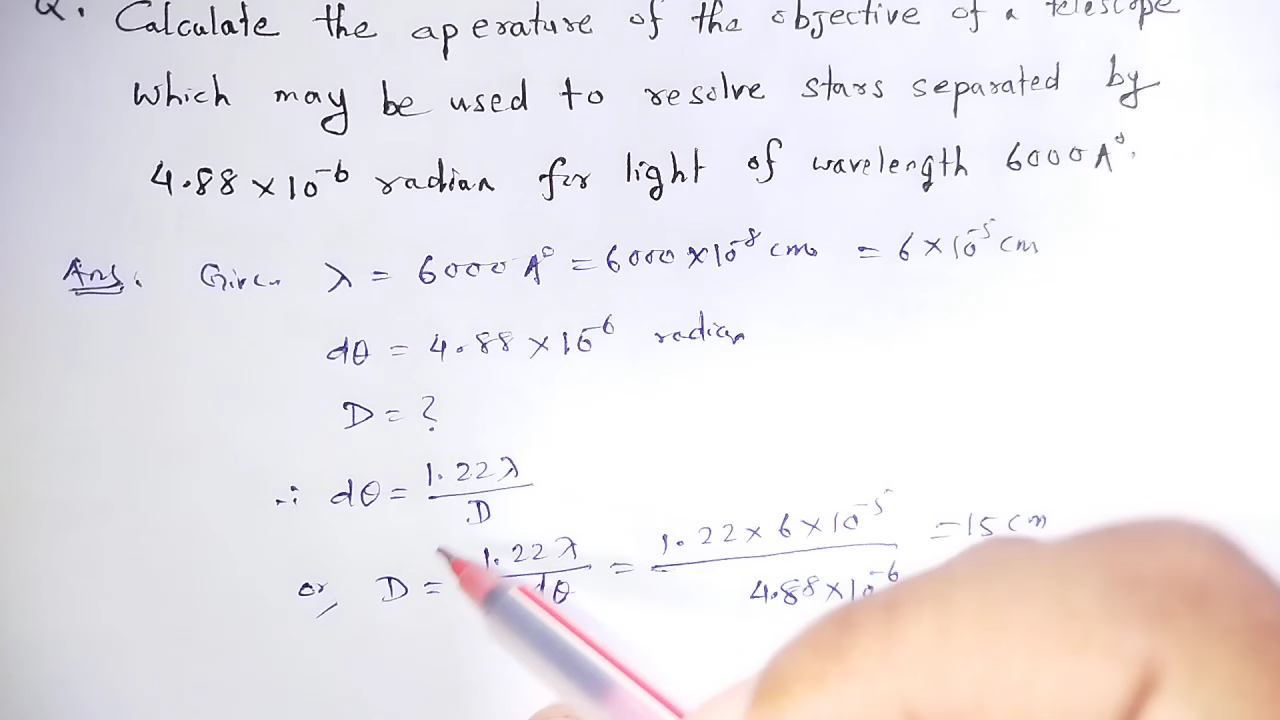 Q. Calculate the aperature of the objective of a telescope
which may be used to resolve stars separated by
4.88 × 10⁻⁶ radian for light of wavelength 6000 A°.
Ans. Given λ = 6000 A° = 6000 × 10⁻⁸ cm = 6 × 10⁻⁵ cm
dθ = 4.88 × 10⁻⁶ radian
D = ?
∴ dθ = 1.22λ / D
or, D = 1.22λ / dθ = 1.22 × 6 × 10⁻⁵ / 4.88 × 10⁻⁶ = 15 cm